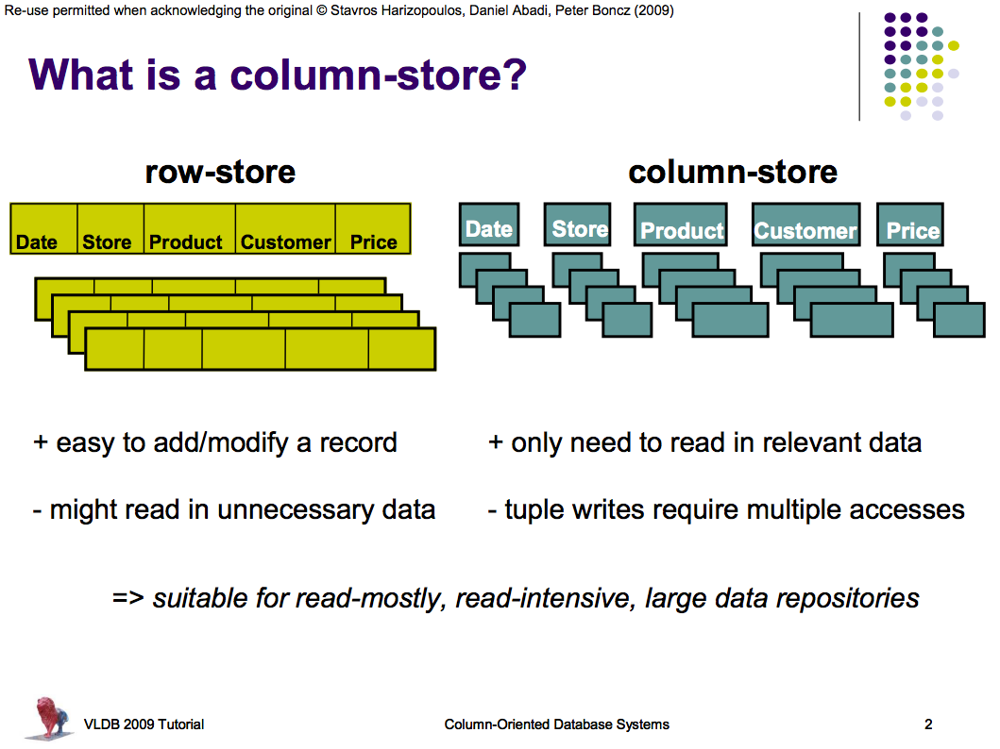 Re-use permitted when acknowledging the original © Stavros Harizopoulos, Daniel Abadi, Peter Boncz (2009)
What is a column-store?
row-store
Date Store Product Customer Price
+ easy to add/modify a record
- might read in unnecessary data
column-store
Date Store Product Customer Price
+ only need to read in relevant data
- tuple writes require multiple accesses
=> suitable for read-mostly, read-intensive, large data repositories
VLDB 2009 Tutorial
Column-Oriented Database Systems
2